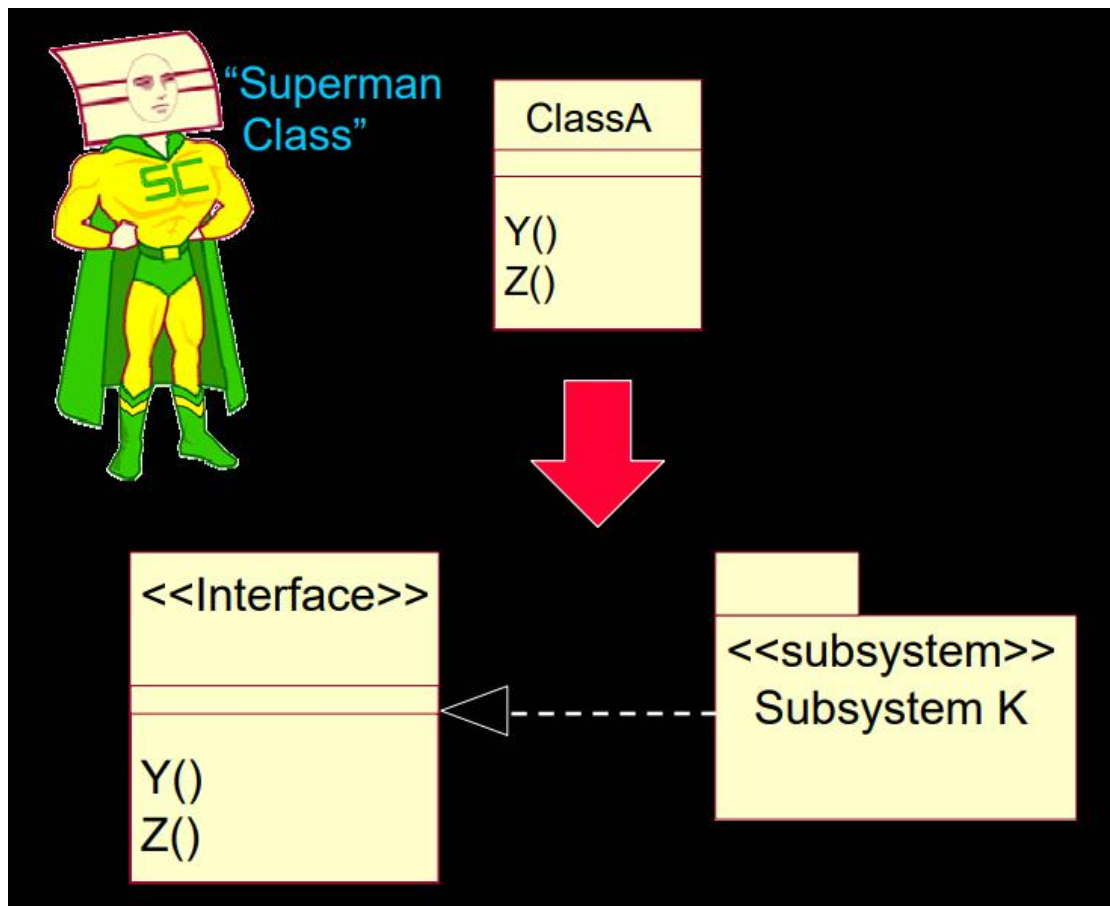 “Superman
Class”
SC
ClassA
Y()
Z()
<<Interface>>
Y()
Z()
<<subsystem>>
Subsystem K